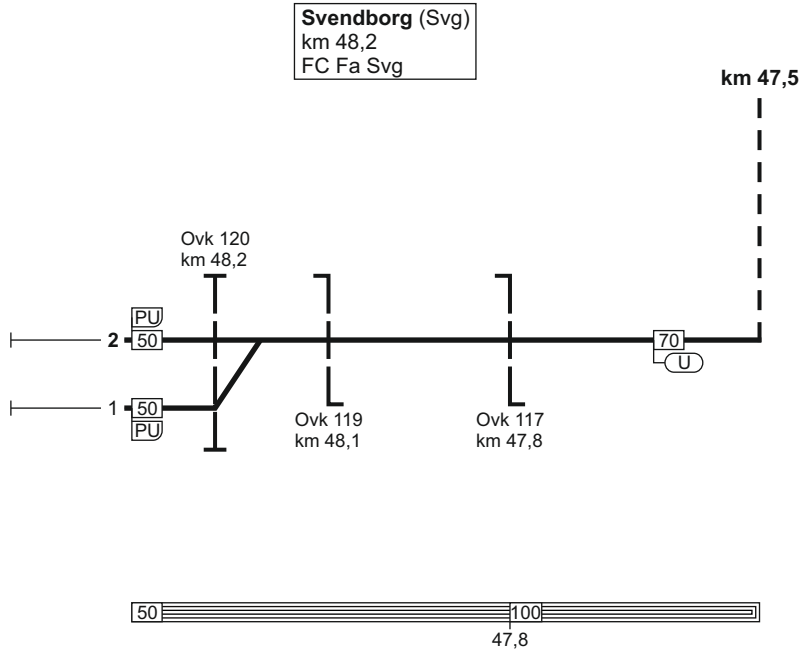 Svendborg (Svg)
km 48,2
FC Fa Svg
km 47,5
Ovk 120
km 48,2
PU
2 50
70
U
1 50
PU
Ovk 119
km 48,1
Ovk 117
km 47,8
50 100
47,8